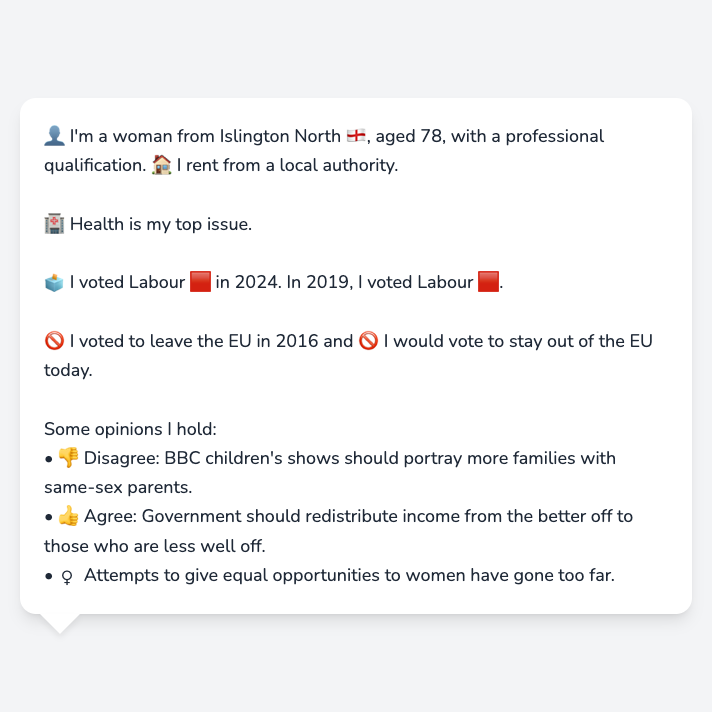 👤 I'm a woman from Islington North 🏴󠁧󠁢󠁥󠁮󠁧󠁿, aged 78, with a professional
qualification. 🏠 I rent from a local authority.
🏥 Health is my top issue.
🗳️ I voted Labour 🟥 in 2024. In 2019, I voted Labour 🟥.
🚫 I voted to leave the EU in 2016 and 🚫 I would vote to stay out of the EU
today.
Some opinions I hold:
• 👎 Disagree: BBC children's shows should portray more families with
same-sex parents.
• 👍 Agree: Government should redistribute income from the better off to
those who are less well off.
• ♀ Attempts to give equal opportunities to women have gone too far.